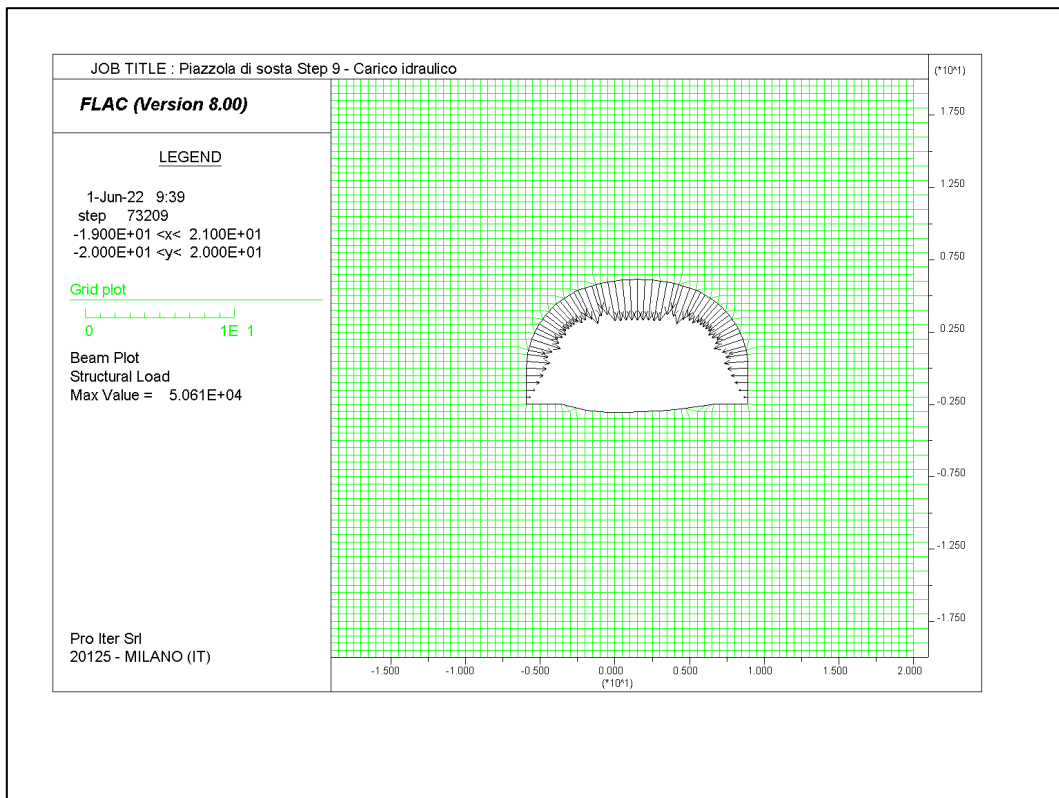 JOB TITLE : Piazzola di sosta Step 9 - Carico idraulico
FLAC (Version 8.00)
LEGEND
1-Jun-22 9:39
step 73209
-1.900E+01 <x< 2.100E+01
-2.000E+01 <y< 2.000E+01
Grid plot
0 1E 1
Beam Plot
Structural Load
Max Value = 5.061E+04
Pro Iter Srl
20125 - MILANO (IT)
(*10^1)
1.750
1.250
0.750
0.250
-0.250
-0.750
-1.250
-1.750
-1.500 -1.000 -0.500 0.000 0.500 1.000 1.500 2.000
(*10^1)